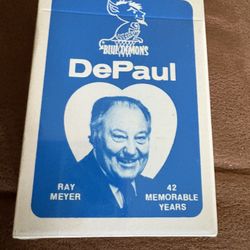 BLUE DEMONS
DePaul
RAY
MEYER
42
MEMORABLE
YEARS